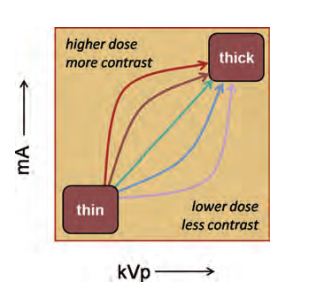 higher dose
more contrast
thick
mA
thin
lower dose
less contrast
kVp